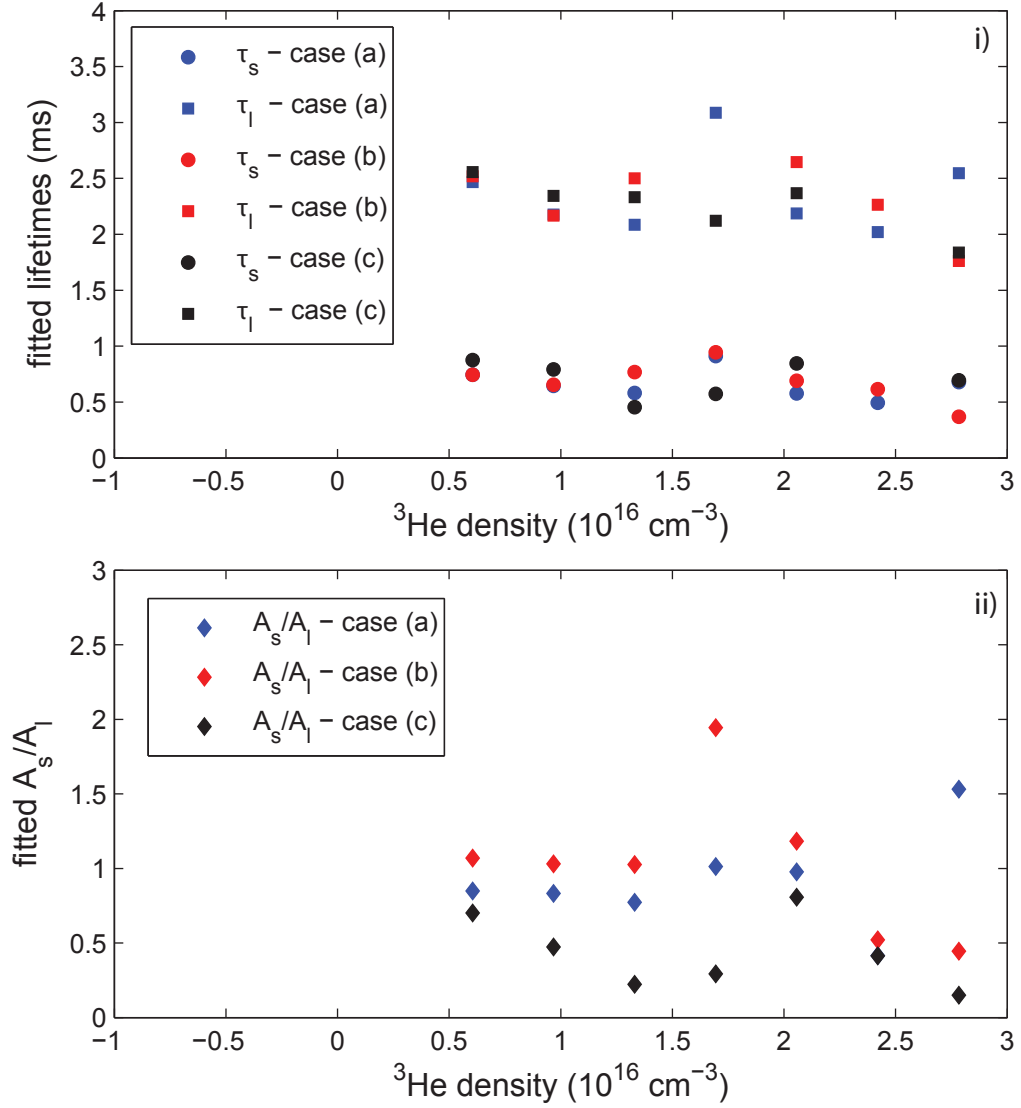 i)
4
3.5
3
2.5
2
1.5
1
0.5
0
fitted lifetimes (ms)
τs − case (a)
τl − case (a)
τs − case (b)
τl − case (b)
τs − case (c)
τl − case (c)
−1 −0.5 0 0.5 1 1.5 2 2.5 3
³He density (10¹⁶ cm⁻³)
ii)
3
2.5
2
1.5
1
0.5
0
fitted As/Al
As/Al − case (a)
As/Al − case (b)
As/Al − case (c)
−1 −0.5 0 0.5 1 1.5 2 2.5 3
³He density (10¹⁶ cm⁻³)